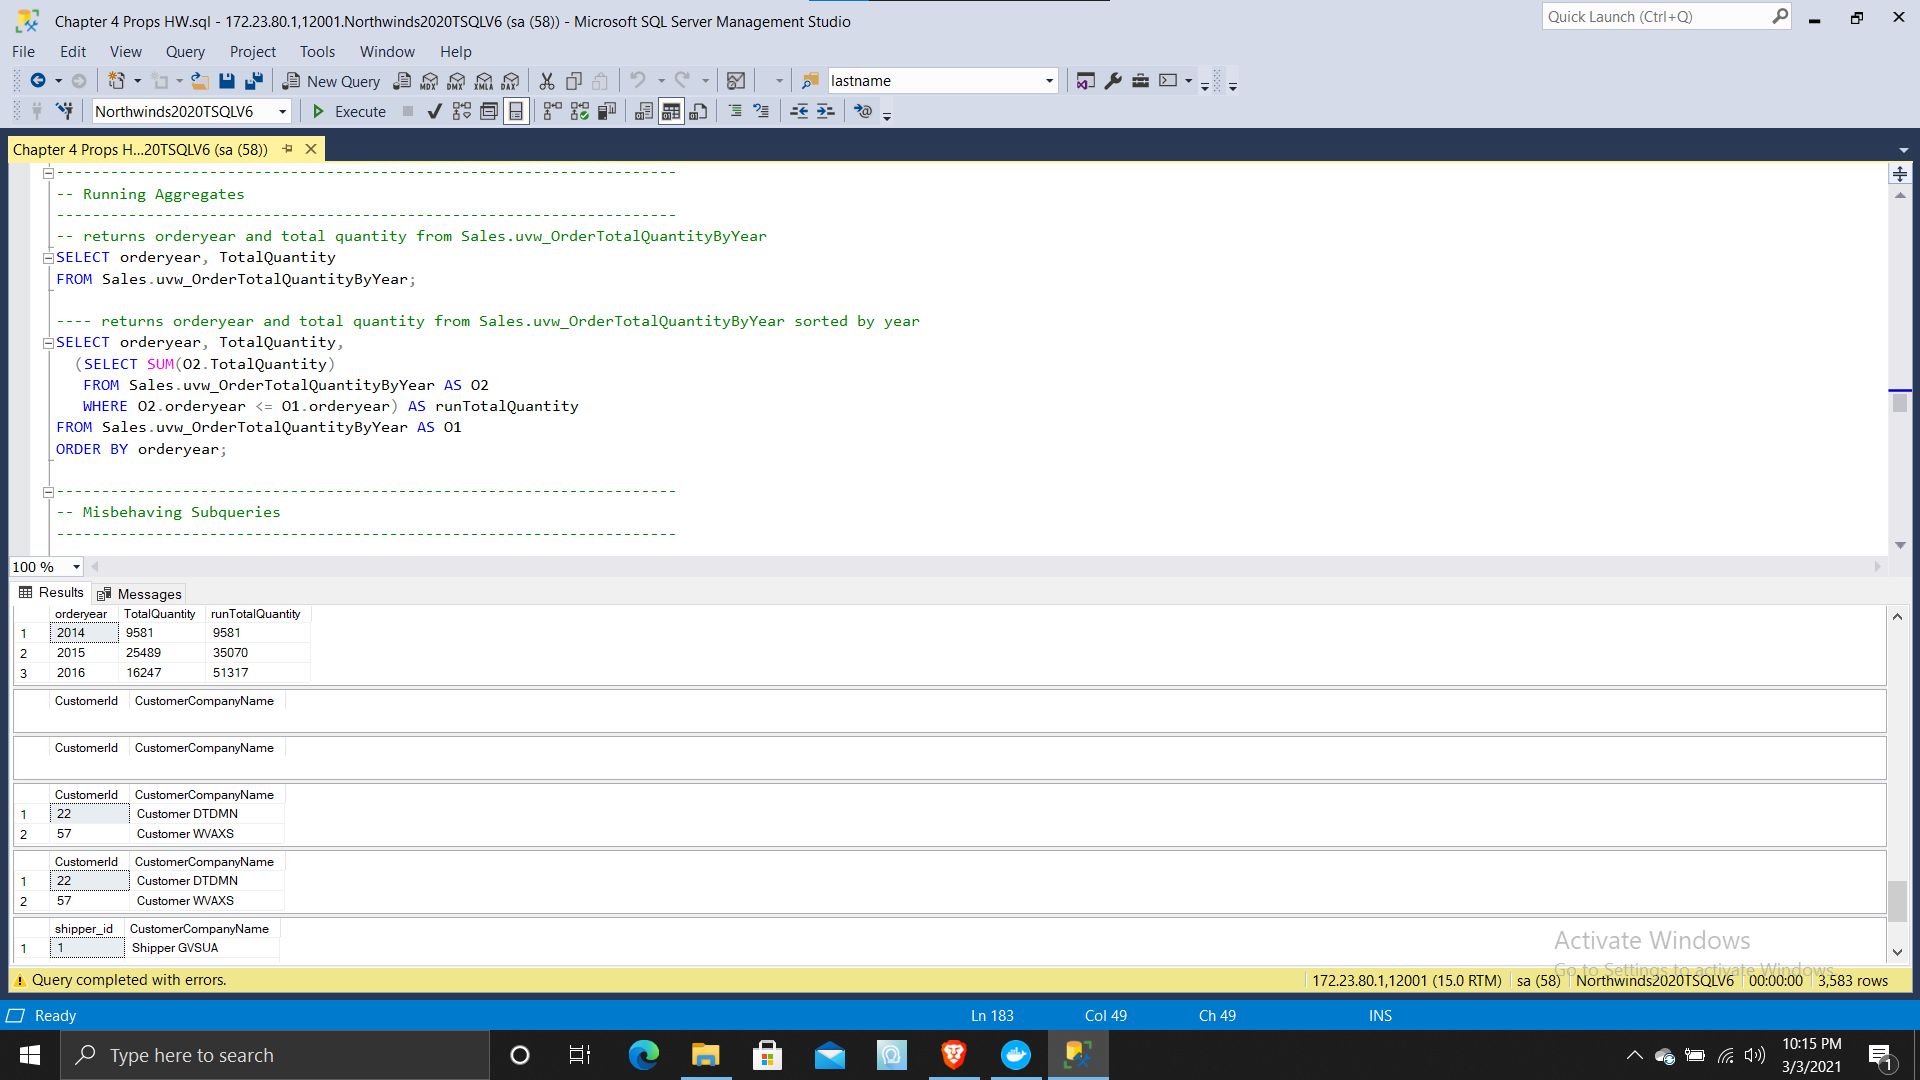 Chapter 4 Props HW.sql - 172.23.80.1,12001.Northwinds2020TSQLV6 (sa (58)) - Microsoft SQL Server Management Studio
Quick Launch (Ctrl+Q)
File Edit View Query Project Tools Window Help
New Query
MDX DMX XMLA DAX
lastname
Northwinds2020TSQLV6
Execute
Chapter 4 Props H...20TSQLV6 (sa (58))
---------------------------------------------------------------------
-- Running Aggregates
---------------------------------------------------------------------
-- returns orderyear and total quantity from Sales.uvw_OrderTotalQuantityByYear
SELECT orderyear, TotalQuantity
FROM Sales.uvw_OrderTotalQuantityByYear;
---- returns orderyear and total quantity from Sales.uvw_OrderTotalQuantityByYear sorted by year
SELECT orderyear, TotalQuantity,
(SELECT SUM(O2.TotalQuantity)
FROM Sales.uvw_OrderTotalQuantityByYear AS O2
WHERE O2.orderyear <= O1.orderyear) AS runTotalQuantity
FROM Sales.uvw_OrderTotalQuantityByYear AS O1
ORDER BY orderyear;
---------------------------------------------------------------------
-- Misbehaving Subqueries
---------------------------------------------------------------------
100 %
Results Messages
orderyear TotalQuantity runTotalQuantity
1 2014 9581 9581
2 2015 25489 35070
3 2016 16247 51317
CustomerId CustomerCompanyName
CustomerId CustomerCompanyName
CustomerId CustomerCompanyName
1 22 Customer DTDMN
2 57 Customer WVAXS
CustomerId CustomerCompanyName
1 22 Customer DTDMN
2 57 Customer WVAXS
shipper_id CustomerCompanyName
1 1 Shipper GVSUA
Activate Windows
Go to Settings to activate Windows.
Query completed with errors.
172.23.80.1,12001 (15.0 RTM) sa (58) Northwinds2020TSQLV6 00:00:00 3,583 rows
Ready Ln 183 Col 49 Ch 49 INS
Type here to search
10:15 PM
3/3/2021
1